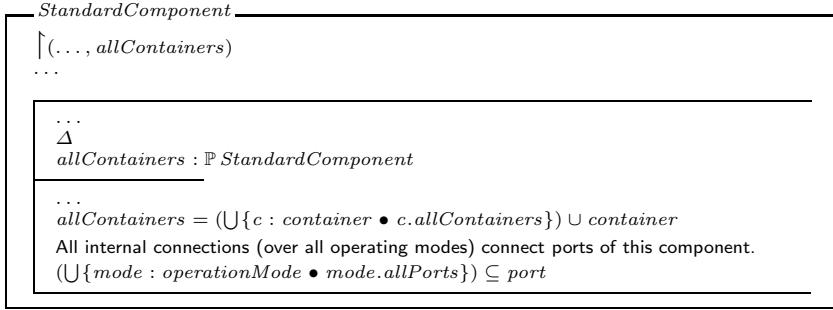 StandardComponent
↾(..., allContainers)
...
...
Δ
allContainers : ℙ StandardComponent
...
allContainers = (⋃{c : container • c.allContainers}) ∪ container
All internal connections (over all operating modes) connect ports of this component.
(⋃{mode : operationMode • mode.allPorts}) ⊆ port